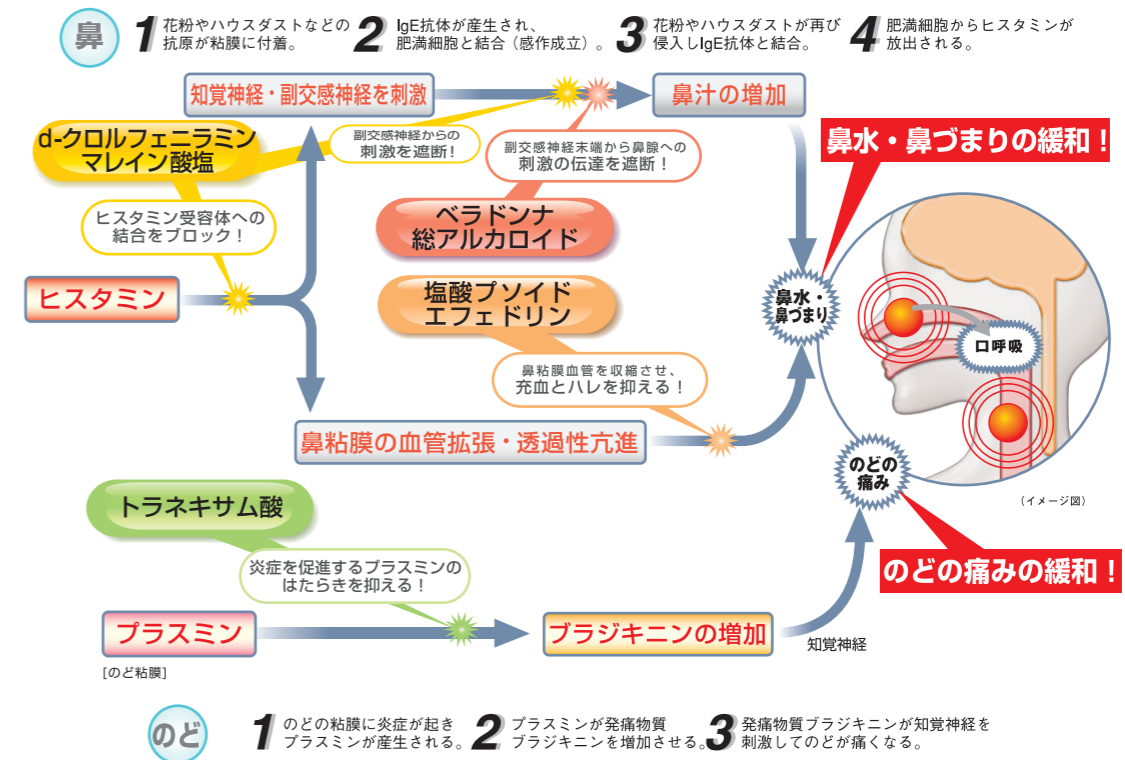 鼻
1 花粉やハウスダストなどの
抗原が粘膜に付着。
2 IgE抗体が産生され、
肥満細胞と結合（感作成立）。
3 花粉やハウスダストが再び
侵入しIgE抗体と結合。
4 肥満細胞からヒスタミンが
放出される。
知覚神経・副交感神経を刺激
鼻汁の増加
d-クロルフェニラミン
マレイン酸塩
副交感神経からの
刺激を遮断！
副交感神経末端から鼻腺への
刺激の伝達を遮断！
鼻水・鼻づまりの緩和！
ヒスタミン受容体への
結合をブロック！
ベラドンナ
総アルカロイド
ヒスタミン
塩酸プソイド
エフェドリン
鼻水・
鼻づまり
口呼吸
鼻粘膜血管を収縮させ、
充血とハレを抑える！
鼻粘膜の血管拡張・透過性亢進
のどの
痛み
（イメージ図）
トラネキサム酸
炎症を促進するプラスミンの
はたらきを抑える！
のどの痛みの緩和！
プラスミン
ブラジキニンの増加
知覚神経
[のど粘膜]
のど
1 のどの粘膜に炎症が起き
プラスミンが産生される。
2 プラスミンが発痛物質
ブラジキニンを増加させる。
3 発痛物質ブラジキニンが知覚神経を
刺激してのどが痛くなる。